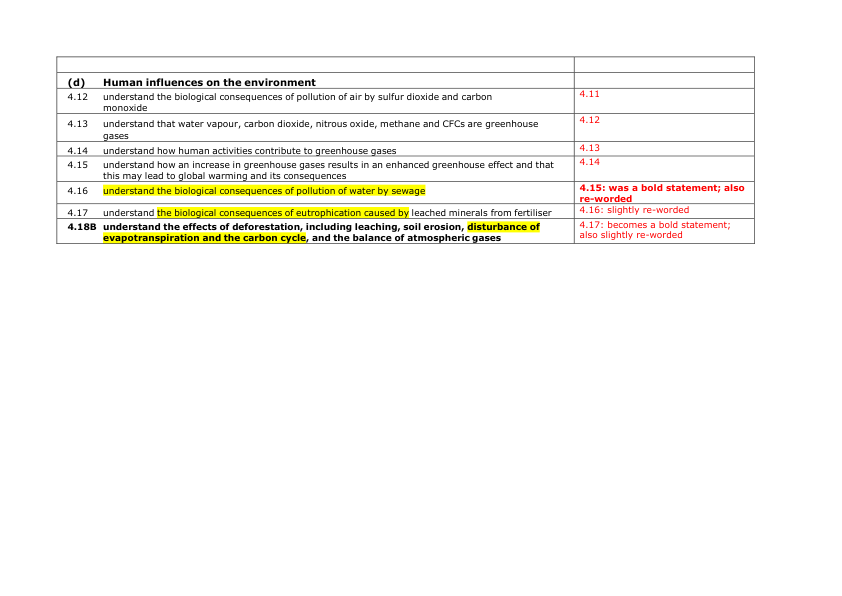 (d) Human influences on the environment
4.12 understand the biological consequences of pollution of air by sulfur dioxide and carbon
monoxide
4.11
4.13 understand that water vapour, carbon dioxide, nitrous oxide, methane and CFCs are greenhouse
gases
4.12
4.14 understand how human activities contribute to greenhouse gases
4.13
4.15 understand how an increase in greenhouse gases results in an enhanced greenhouse effect and that
this may lead to global warming and its consequences
4.14
4.16 understand the biological consequences of pollution of water by sewage
4.15: was a bold statement; also
re-worded
4.17 understand the biological consequences of eutrophication caused by leached minerals from fertiliser
4.16: slightly re-worded
4.18B understand the effects of deforestation, including leaching, soil erosion, disturbance of
evapotranspiration and the carbon cycle, and the balance of atmospheric gases
4.17: becomes a bold statement;
also slightly re-worded